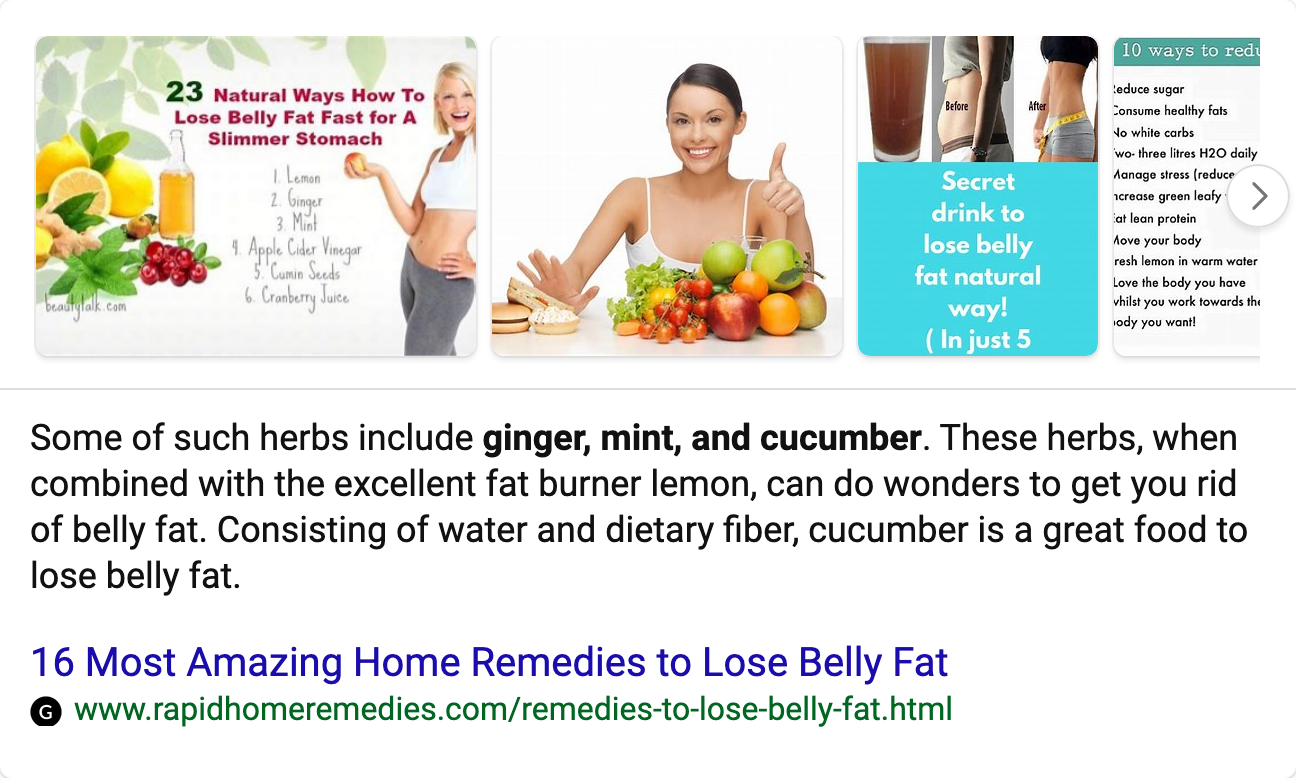 23 Natural Ways How To
Lose Belly Fat Fast for A
Slimmer Stomach
1. Lemon
2. Ginger
3. Mint
4. Apple Cider Vinegar
5. Cumin Seeds
6. Cranberry Juice
beautytalk.com
Before
After
Secret
drink to
lose belly
fat natural
way!
( In just 5
10 ways to redu
Reduce sugar
Consume healthy fats
No white carbs
Two- three litres H2O daily
Manage stress (reduce
ncrease green leafy
Eat lean protein
Move your body
resh lemon in warm water
Love the body you have
whilst you work towards the
body you want!
Some of such herbs include ginger, mint, and cucumber. These herbs, when
combined with the excellent fat burner lemon, can do wonders to get you rid
of belly fat. Consisting of water and dietary fiber, cucumber is a great food to
lose belly fat.
16 Most Amazing Home Remedies to Lose Belly Fat
G www.rapidhomeremedies.com/remedies-to-lose-belly-fat.html